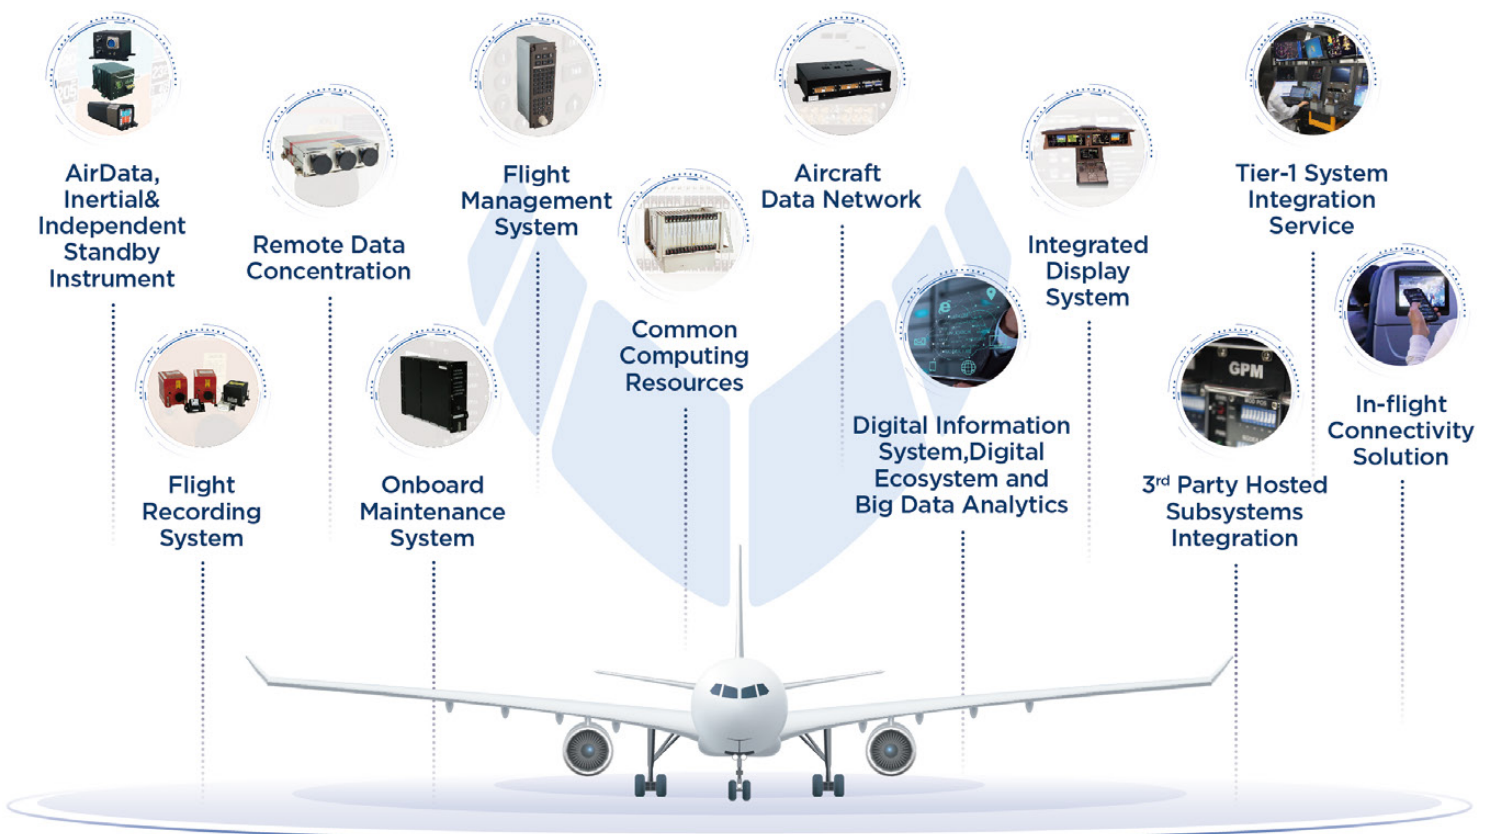 AirData,
Inertial&
Independent
Standby
Instrument
Remote Data
Concentration
Flight
Management
System
Aircraft
Data Network
Integrated
Display
System
Tier-1 System
Integration
Service
Flight
Recording
System
Onboard
Maintenance
System
Common
Computing
Resources
Digital Information
System,Digital
Ecosystem and
Big Data Analytics
GPM
3rd Party Hosted
Subsystems
Integration
In-flight
Connectivity
Solution